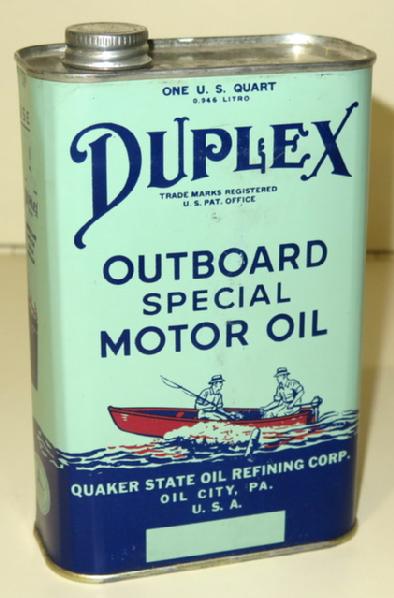 ONE U. S. QUART
0.946 LITRO
DUPLEX
TRADE MARKS REGISTERED
U. S. PAT. OFFICE
OUTBOARD
SPECIAL
MOTOR OIL
QUAKER STATE OIL REFINING CORP.
OIL CITY, PA.
U. S. A.